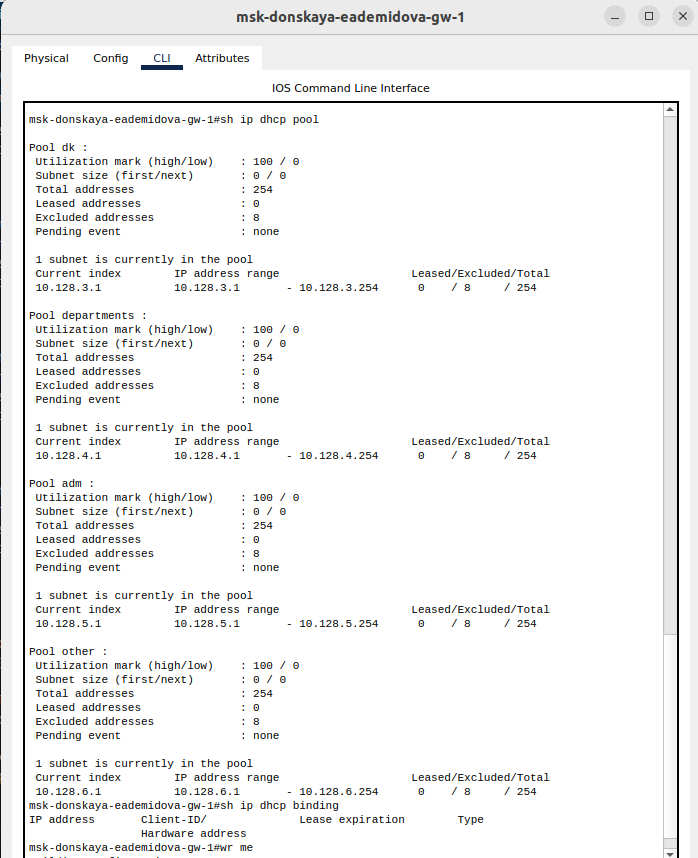 msk-donskaya-eademidova-gw-1
Physical Config CLI Attributes
IOS Command Line Interface
msk-donskaya-eademidova-gw-1#sh ip dhcp pool
Pool dk :
Utilization mark (high/low) : 100 / 0
Subnet size (first/next) : 0 / 0
Total addresses : 254
Leased addresses : 0
Excluded addresses : 8
Pending event : none
1 subnet is currently in the pool
Current index IP address range Leased/Excluded/Total
10.128.3.1 10.128.3.1 - 10.128.3.254 0 / 8 / 254
Pool departments :
Utilization mark (high/low) : 100 / 0
Subnet size (first/next) : 0 / 0
Total addresses : 254
Leased addresses : 0
Excluded addresses : 8
Pending event : none
1 subnet is currently in the pool
Current index IP address range Leased/Excluded/Total
10.128.4.1 10.128.4.1 - 10.128.4.254 0 / 8 / 254
Pool adm :
Utilization mark (high/low) : 100 / 0
Subnet size (first/next) : 0 / 0
Total addresses : 254
Leased addresses : 0
Excluded addresses : 8
Pending event : none
1 subnet is currently in the pool
Current index IP address range Leased/Excluded/Total
10.128.5.1 10.128.5.1 - 10.128.5.254 0 / 8 / 254
Pool other :
Utilization mark (high/low) : 100 / 0
Subnet size (first/next) : 0 / 0
Total addresses : 254
Leased addresses : 0
Excluded addresses : 8
Pending event : none
1 subnet is currently in the pool
Current index IP address range Leased/Excluded/Total
10.128.6.1 10.128.6.1 - 10.128.6.254 0 / 8 / 254
msk-donskaya-eademidova-gw-1#sh ip dhcp binding
IP address Client-ID/ Lease expiration Type
Hardware address
msk-donskaya-eademidova-gw-1#wr me